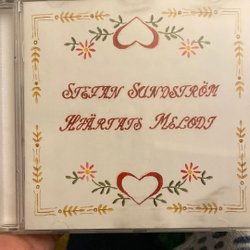 STEFAN SUNDSTRÖM
HJÄRTATS MELODI